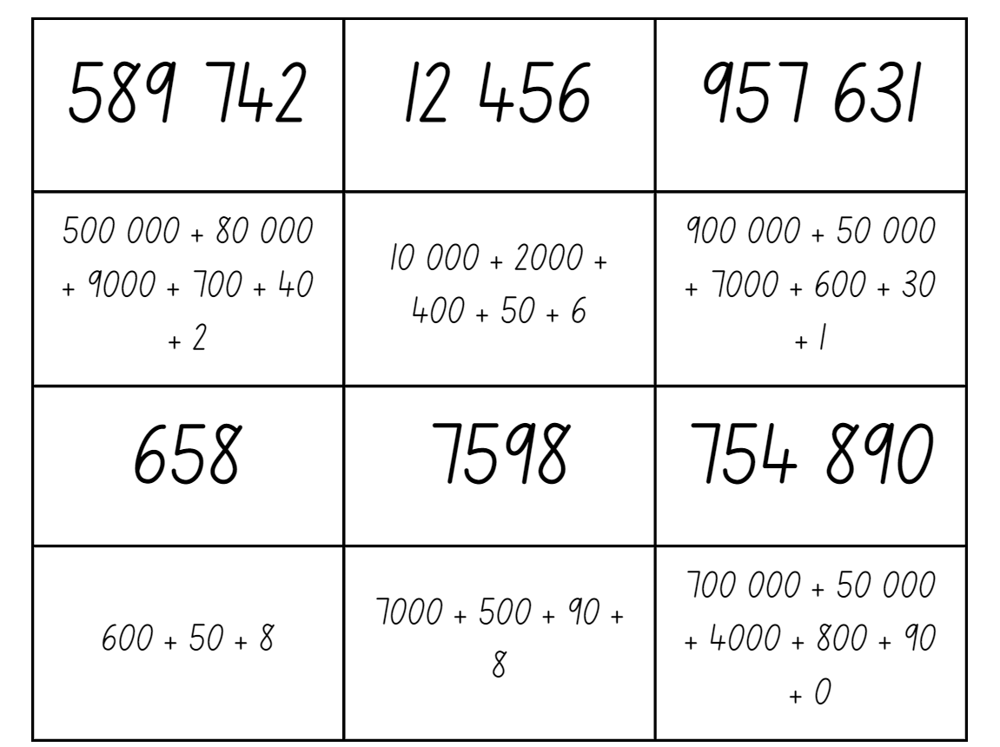 589 742
12 456
957 631
500 000 + 80 000
+ 9000 + 700 + 40
+ 2
10 000 + 2000 +
400 + 50 + 6
900 000 + 50 000
+ 7000 + 600 + 30
+ 1
658
7598
754 890
600 + 50 + 8
7000 + 500 + 90 +
8
700 000 + 50 000
+ 4000 + 800 + 90
+ 0